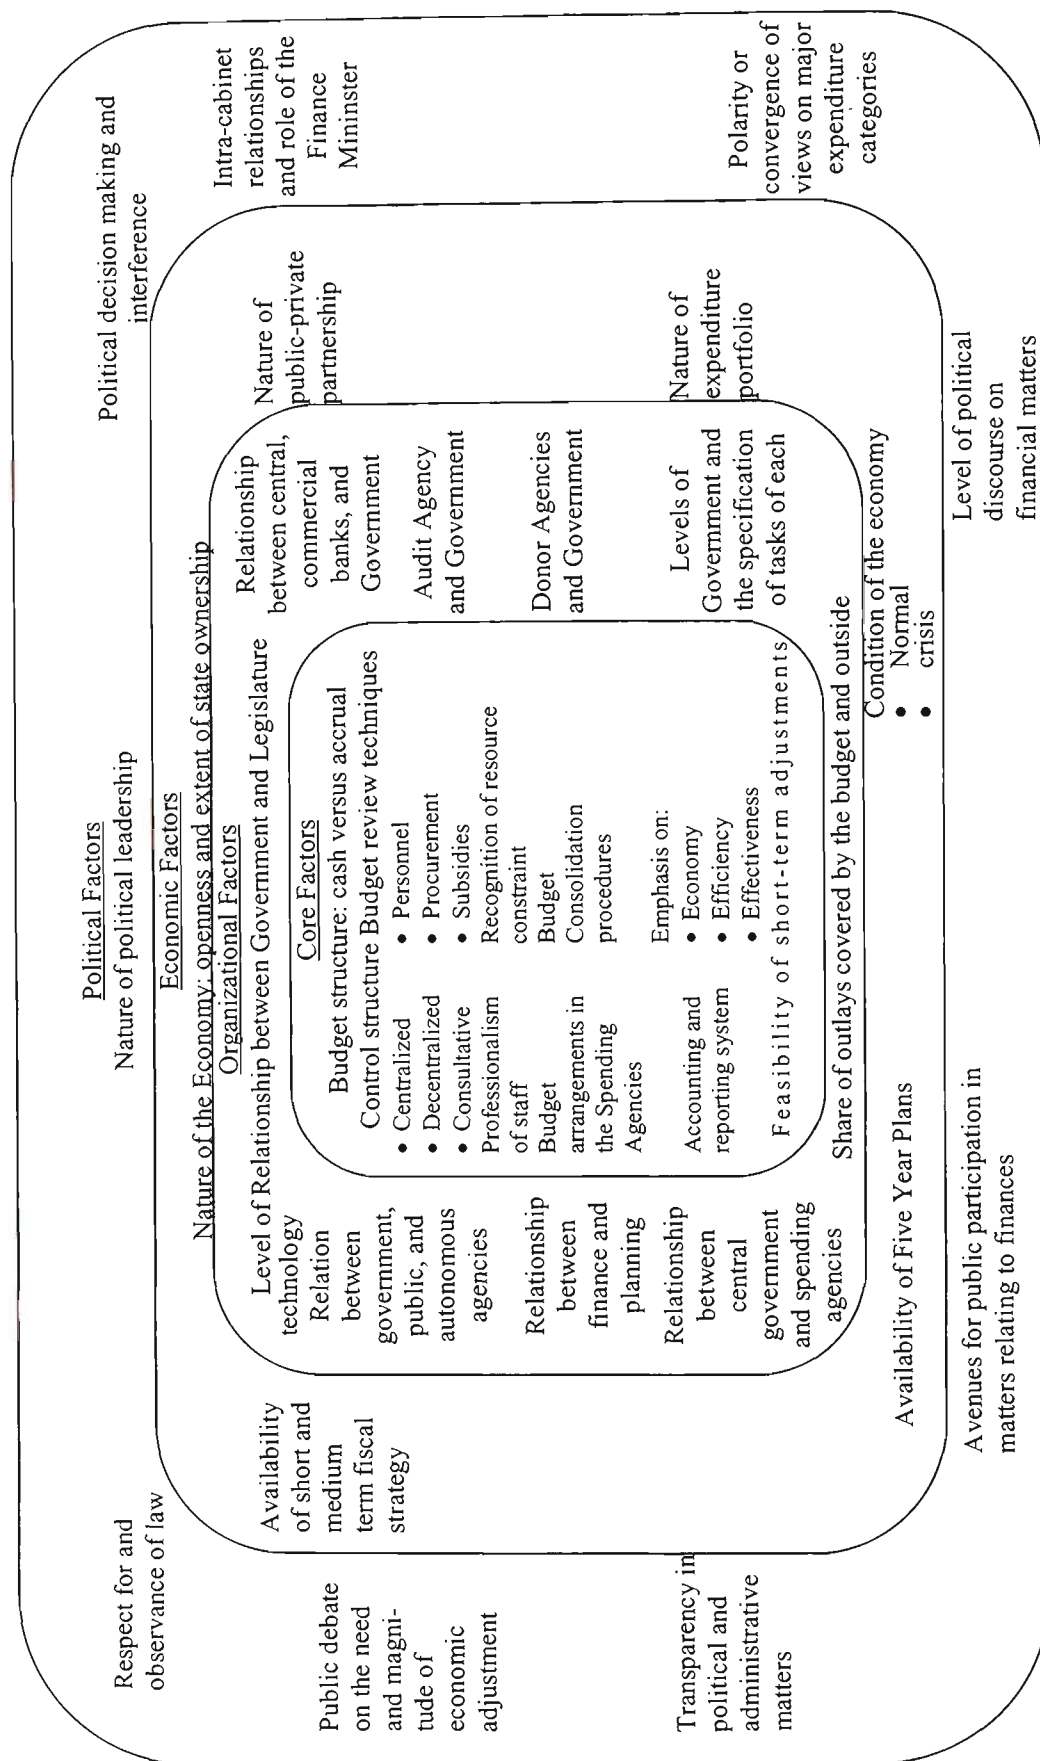 Political Factors
Nature of political leadership
Respect for and
observance of law
Political decision making and
interference
Economic Factors
Nature of the Economy: openness and extent of state ownership
Organizational Factors
Level of Relationship between Government and Legislature
technology
Relation
between
government,
public, and
autonomous
agencies
Relationship
between
finance and
planning
Relationship
between
central
government
and spending
agencies
Core Factors
Budget structure: cash versus accrual
Control structure Budget review techniques
• Centralized
• Decentralized
• Consultative
Professionalism
of staff
Budget
arrangements in
the Spending
Agencies
Accounting and
reporting system
• Personnel
• Procurement
• Subsidies
Recognition of resource
constraint
Budget
Consolidation
procedures
Emphasis on:
• Economy
• Efficiency
• Effectiveness
Feasibility of short-term adjustments
Relationship
between central,
commercial
banks, and
Government
Audit Agency
and Government
Donor Agencies
and Government
Levels of
Government and
the specification
of tasks of each
Share of outlays covered by the budget and outside
Availability
of short and
medium
term fiscal
strategy
Nature of
public-private
partnership
Nature of
expenditure
portfolio
Availability of Five Year Plans
Condition of the economy
• Normal
• crisis
Public debate
on the need
and magni-
tude of
economic
adjustment
Transparency in
political and
administrative
matters
Intra-cabinet
relationships
and role of the
Finance
Mininster
Polarity or
convergence of
views on major
expenditure
categories
Avenues for public participation in
matters relating to finances
Level of political
discourse on
financial matters